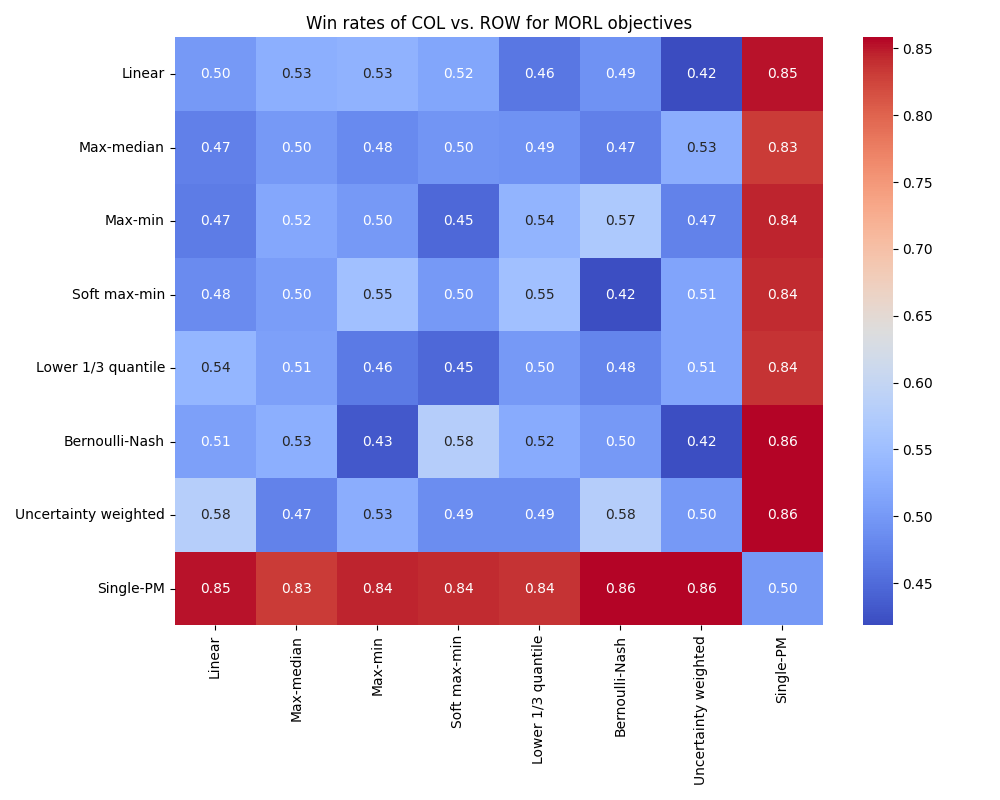 Win rates of COL vs. ROW for MORL objectives
Linear 0.50 0.53 0.53 0.52 0.46 0.49 0.42 0.85
Max-median 0.47 0.50 0.48 0.50 0.49 0.47 0.53 0.83
Max-min 0.47 0.52 0.50 0.45 0.54 0.57 0.47 0.84
Soft max-min 0.48 0.50 0.55 0.50 0.55 0.42 0.51 0.84
Lower 1/3 quantile 0.54 0.51 0.46 0.45 0.50 0.48 0.51 0.84
Bernoulli-Nash 0.51 0.53 0.43 0.58 0.52 0.50 0.42 0.86
Uncertainty weighted 0.58 0.47 0.53 0.49 0.49 0.58 0.50 0.86
Single-PM 0.85 0.83 0.84 0.84 0.84 0.86 0.86 0.50
Linear
Max-median
Max-min
Soft max-min
Lower 1/3 quantile
Bernoulli-Nash
Uncertainty weighted
Single-PM
0.85
0.80
0.75
0.70
0.65
0.60
0.55
0.50
0.45